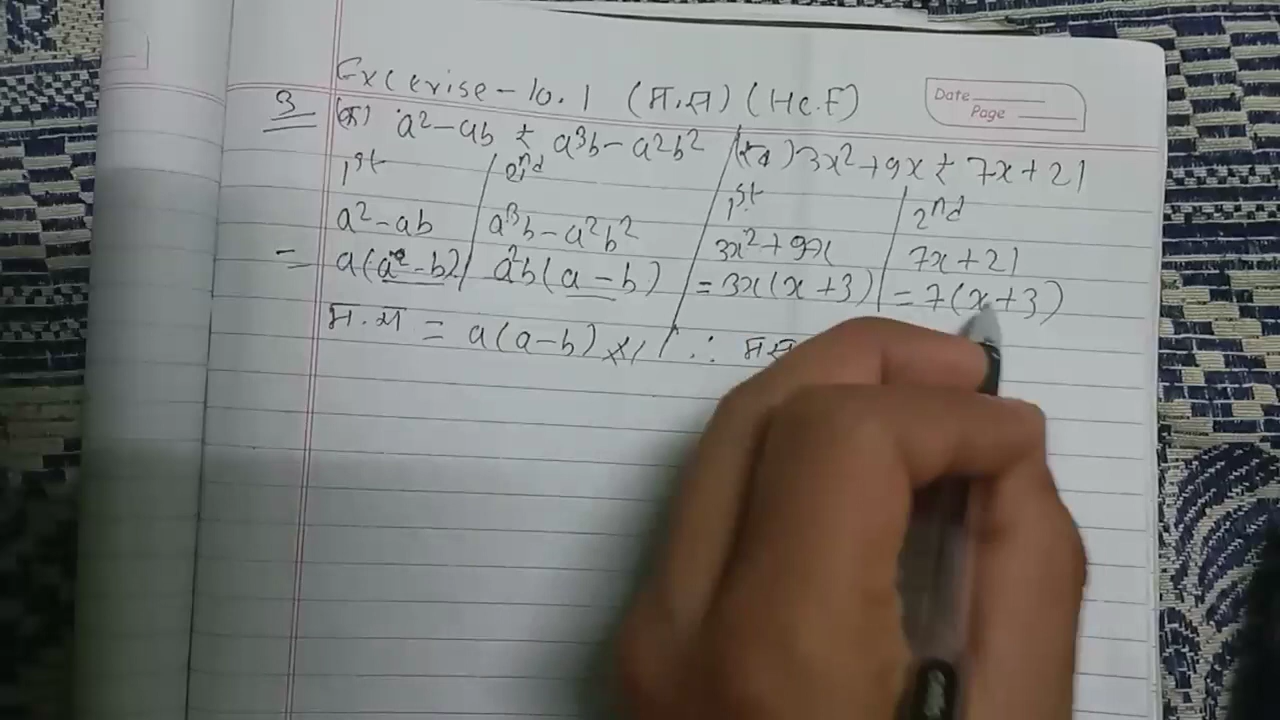 Excerise - 10.1 (म.स) (H.C.F)
Date
Page
3 (क) a²-ab र a³b-a²b² (ख) 3x²+9x र 7x+21
1st 2nd 1st 2nd
a²-ab a³b-a²b² 3x²+9x 7x+21
= a(a-b) a²b(a-b) = 3x(x+3) = 7(x+3)
म.स = a(a-b) ∴ म.स